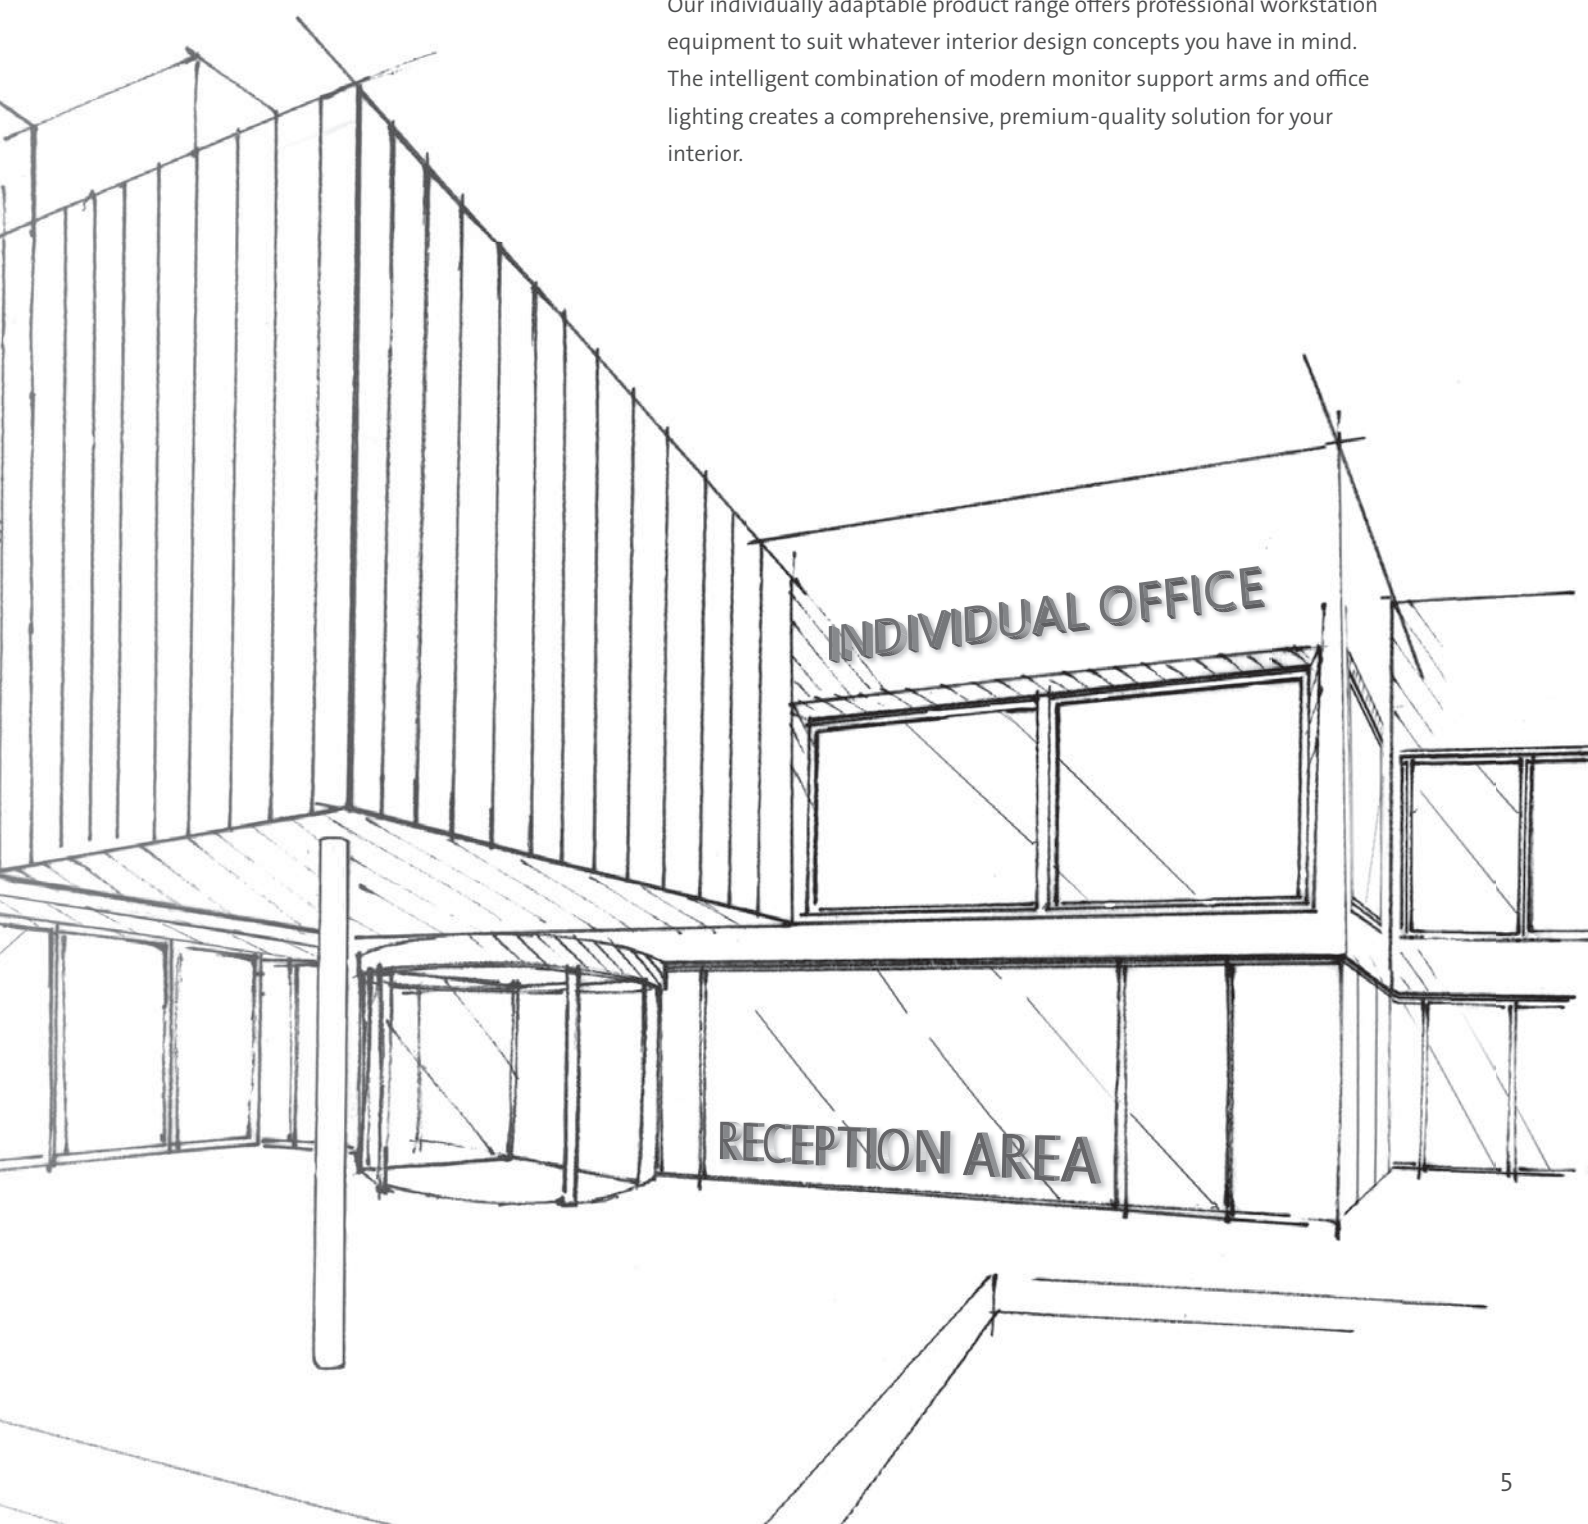 Our individually adaptable product range offers professional workstation
equipment to suit whatever interior design concepts you have in mind.
The intelligent combination of modern monitor support arms and office
lighting creates a comprehensive, premium-quality solution for your
interior.
INDIVIDUAL OFFICE
RECEPTION AREA
5